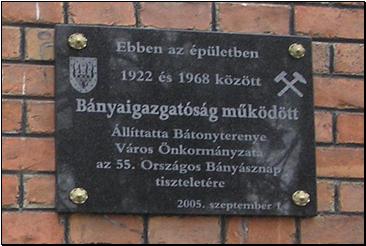 Ebben az épületben
1922 és 1968 között
Bányaigazgatóság működött
Állíttatta Bátonyterenye
Város Önkormányzata
az 55. Országos Bányásznap
tiszteletére
2005. szeptember 1.